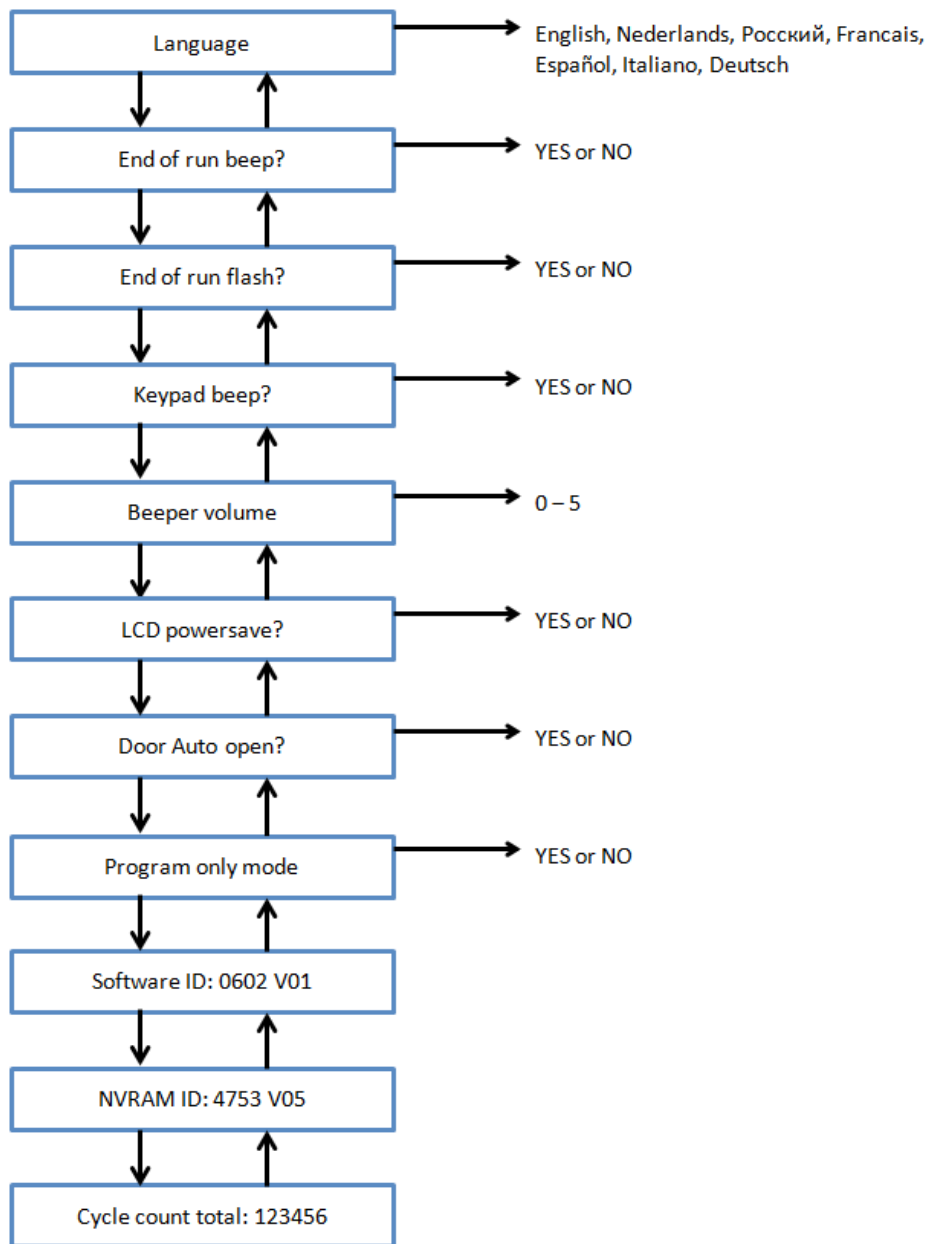 Language
English, Nederlands, Росский, Francais,
Español, Italiano, Deutsch
End of run beep?
YES or NO
End of run flash?
YES or NO
Keypad beep?
YES or NO
Beeper volume
0 – 5
LCD powersave?
YES or NO
Door Auto open?
YES or NO
Program only mode
YES or NO
Software ID: 0602 V01
NVRAM ID: 4753 V05
Cycle count total: 123456